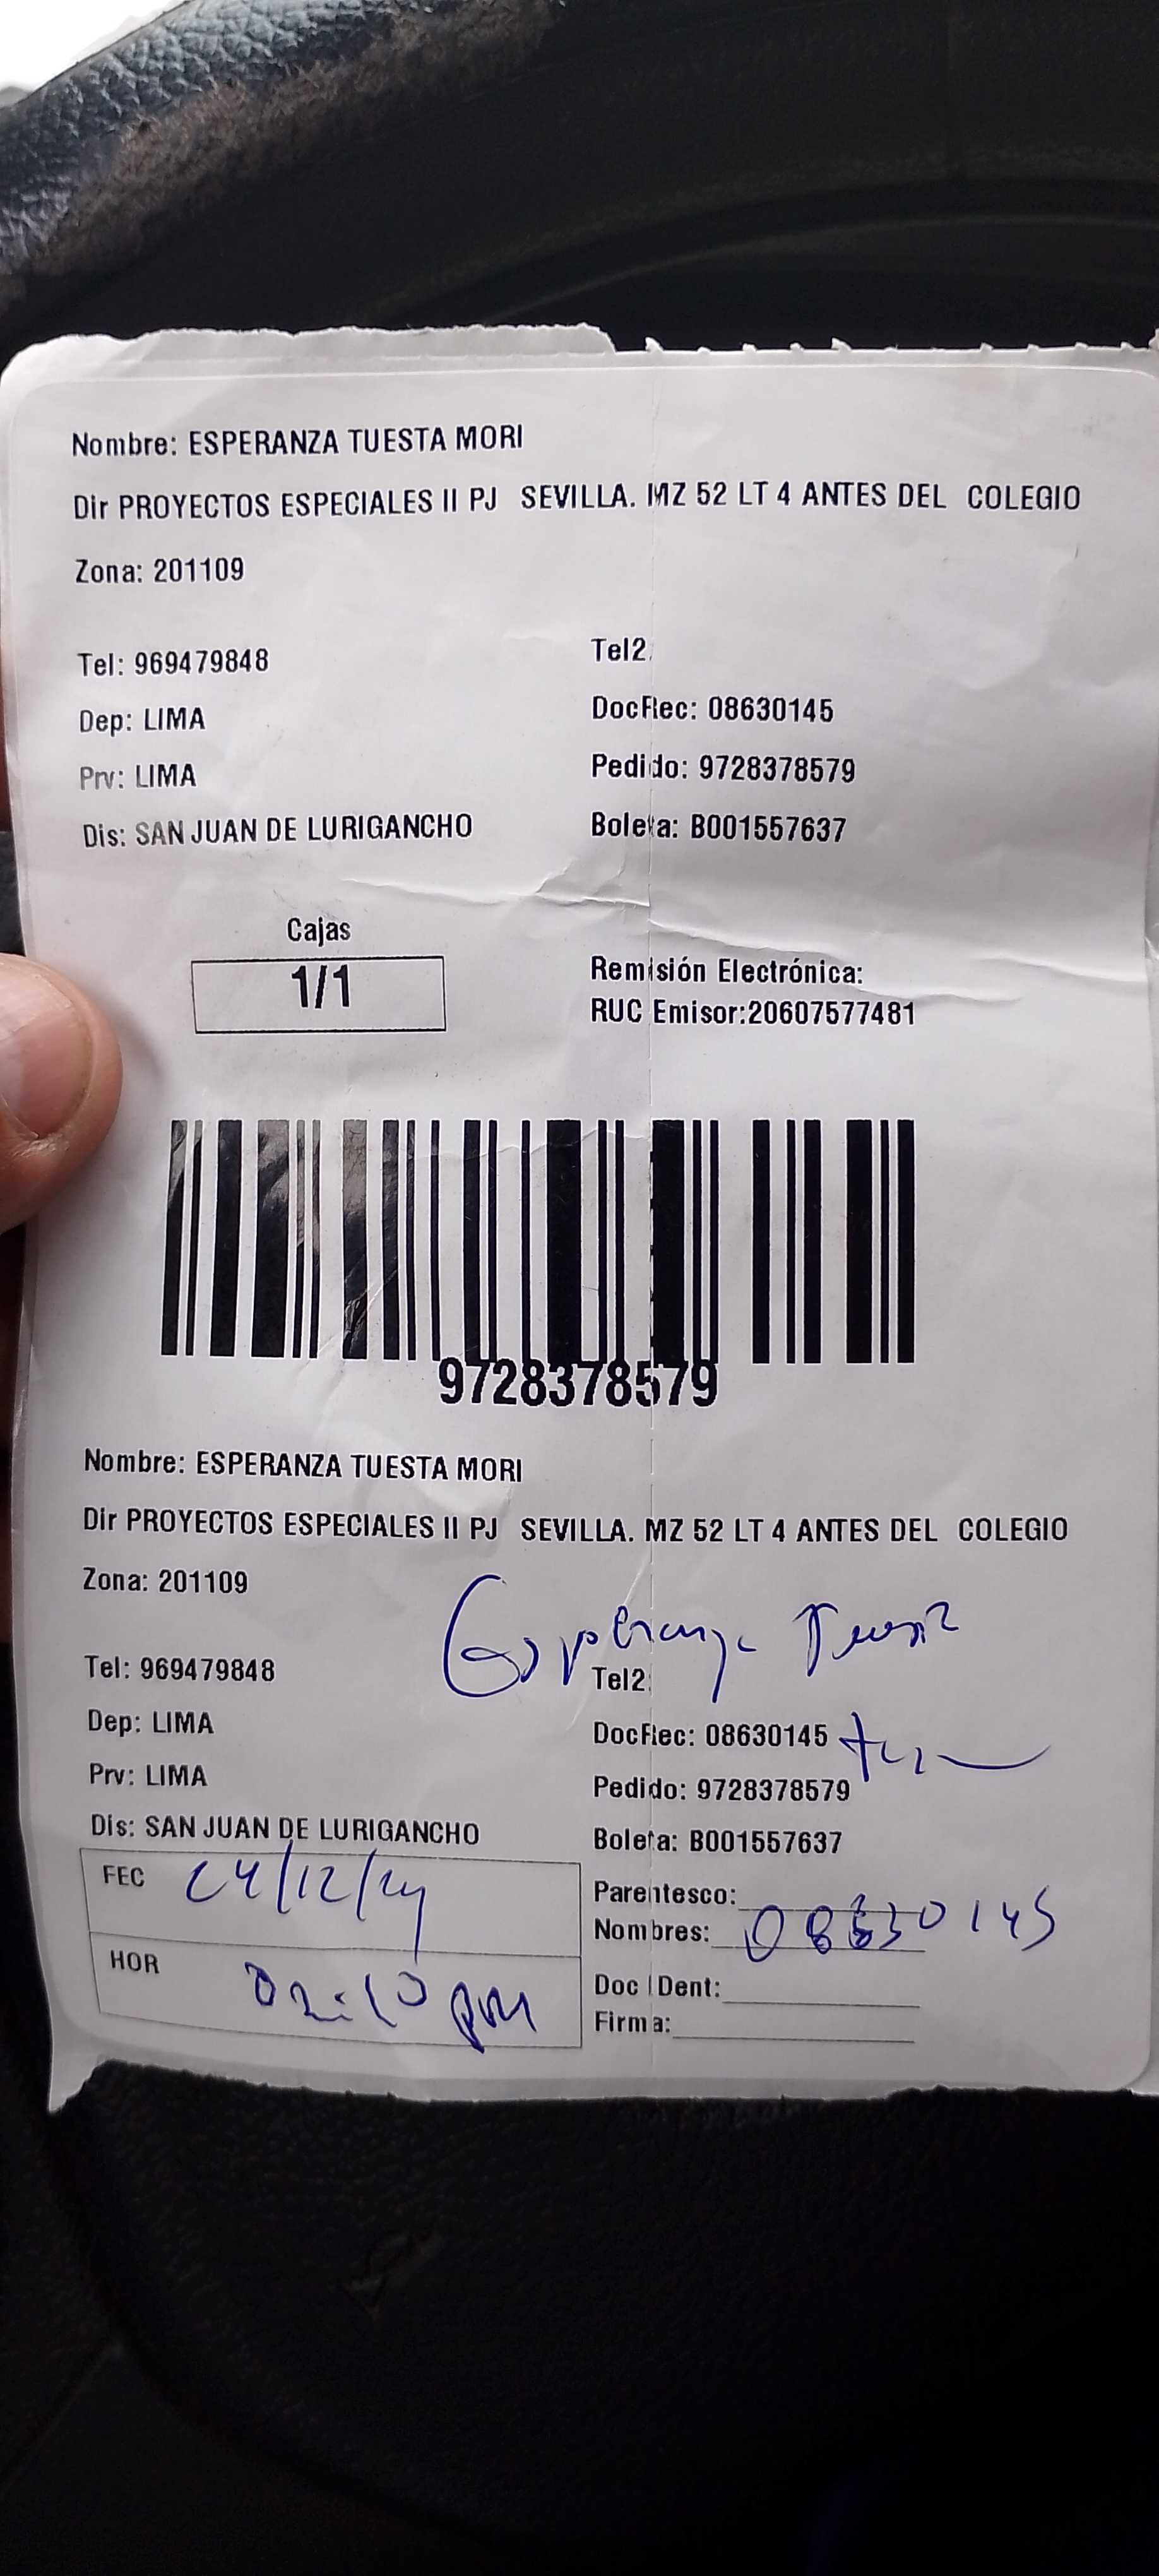 Nombre: ESPERANZA TUESTA MORI
Dir PROYECTOS ESPECIALES II PJ SEVILLA. MZ 52 LT 4 ANTES DEL COLEGIO
Zona: 201109
Tel: 969479848 Tel2:
Dep: LIMA DocRec: 08630145
Prv: LIMA Pedido: 9728378579
Dis: SAN JUAN DE LURIGANCHO Boleta: B001557637
Cajas
1/1
Remisión Electrónica:
RUC Emisor:20607577481
9728378579
Nombre: ESPERANZA TUESTA MORI
Dir PROYECTOS ESPECIALES II PJ SEVILLA. MZ 52 LT 4 ANTES DEL COLEGIO
Zona: 201109
Esperanza Tuesta
Tel: 969479848 Tel2:
Dep: LIMA DocRec: 08630145
Prv: LIMA Pedido: 9728378579
Dis: SAN JUAN DE LURIGANCHO Boleta: B001557637
FEC 24/12/24
HOR 02:10 pm
Parentesco:
Nombres: 08630145
Doc IDent:
Firma: